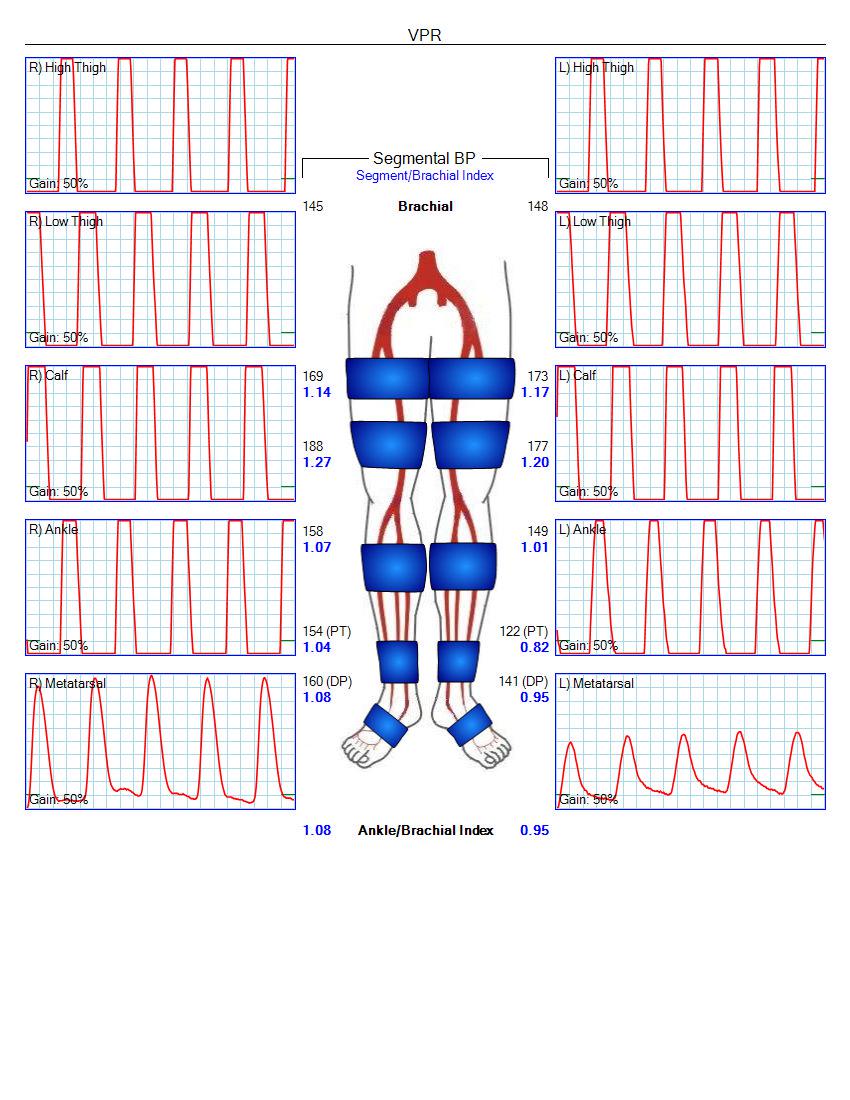 VPR
R) High Thigh
Gain: 50%
L) High Thigh
Gain: 50%
Segmental BP
Segment/Brachial Index
145 Brachial 148
R) Low Thigh
Gain: 50%
L) Low Thigh
Gain: 50%
R) Calf
Gain: 50%
169
1.14
173
1.17
L) Calf
Gain: 50%
188
1.27
177
1.20
R) Ankle
Gain: 50%
158
1.07
149
1.01
L) Ankle
Gain: 50%
154 (PT)
1.04
122 (PT)
0.82
R) Metatarsal
Gain: 50%
160 (DP)
1.08
141 (DP)
0.95
L) Metatarsal
Gain: 50%
1.08 Ankle/Brachial Index 0.95